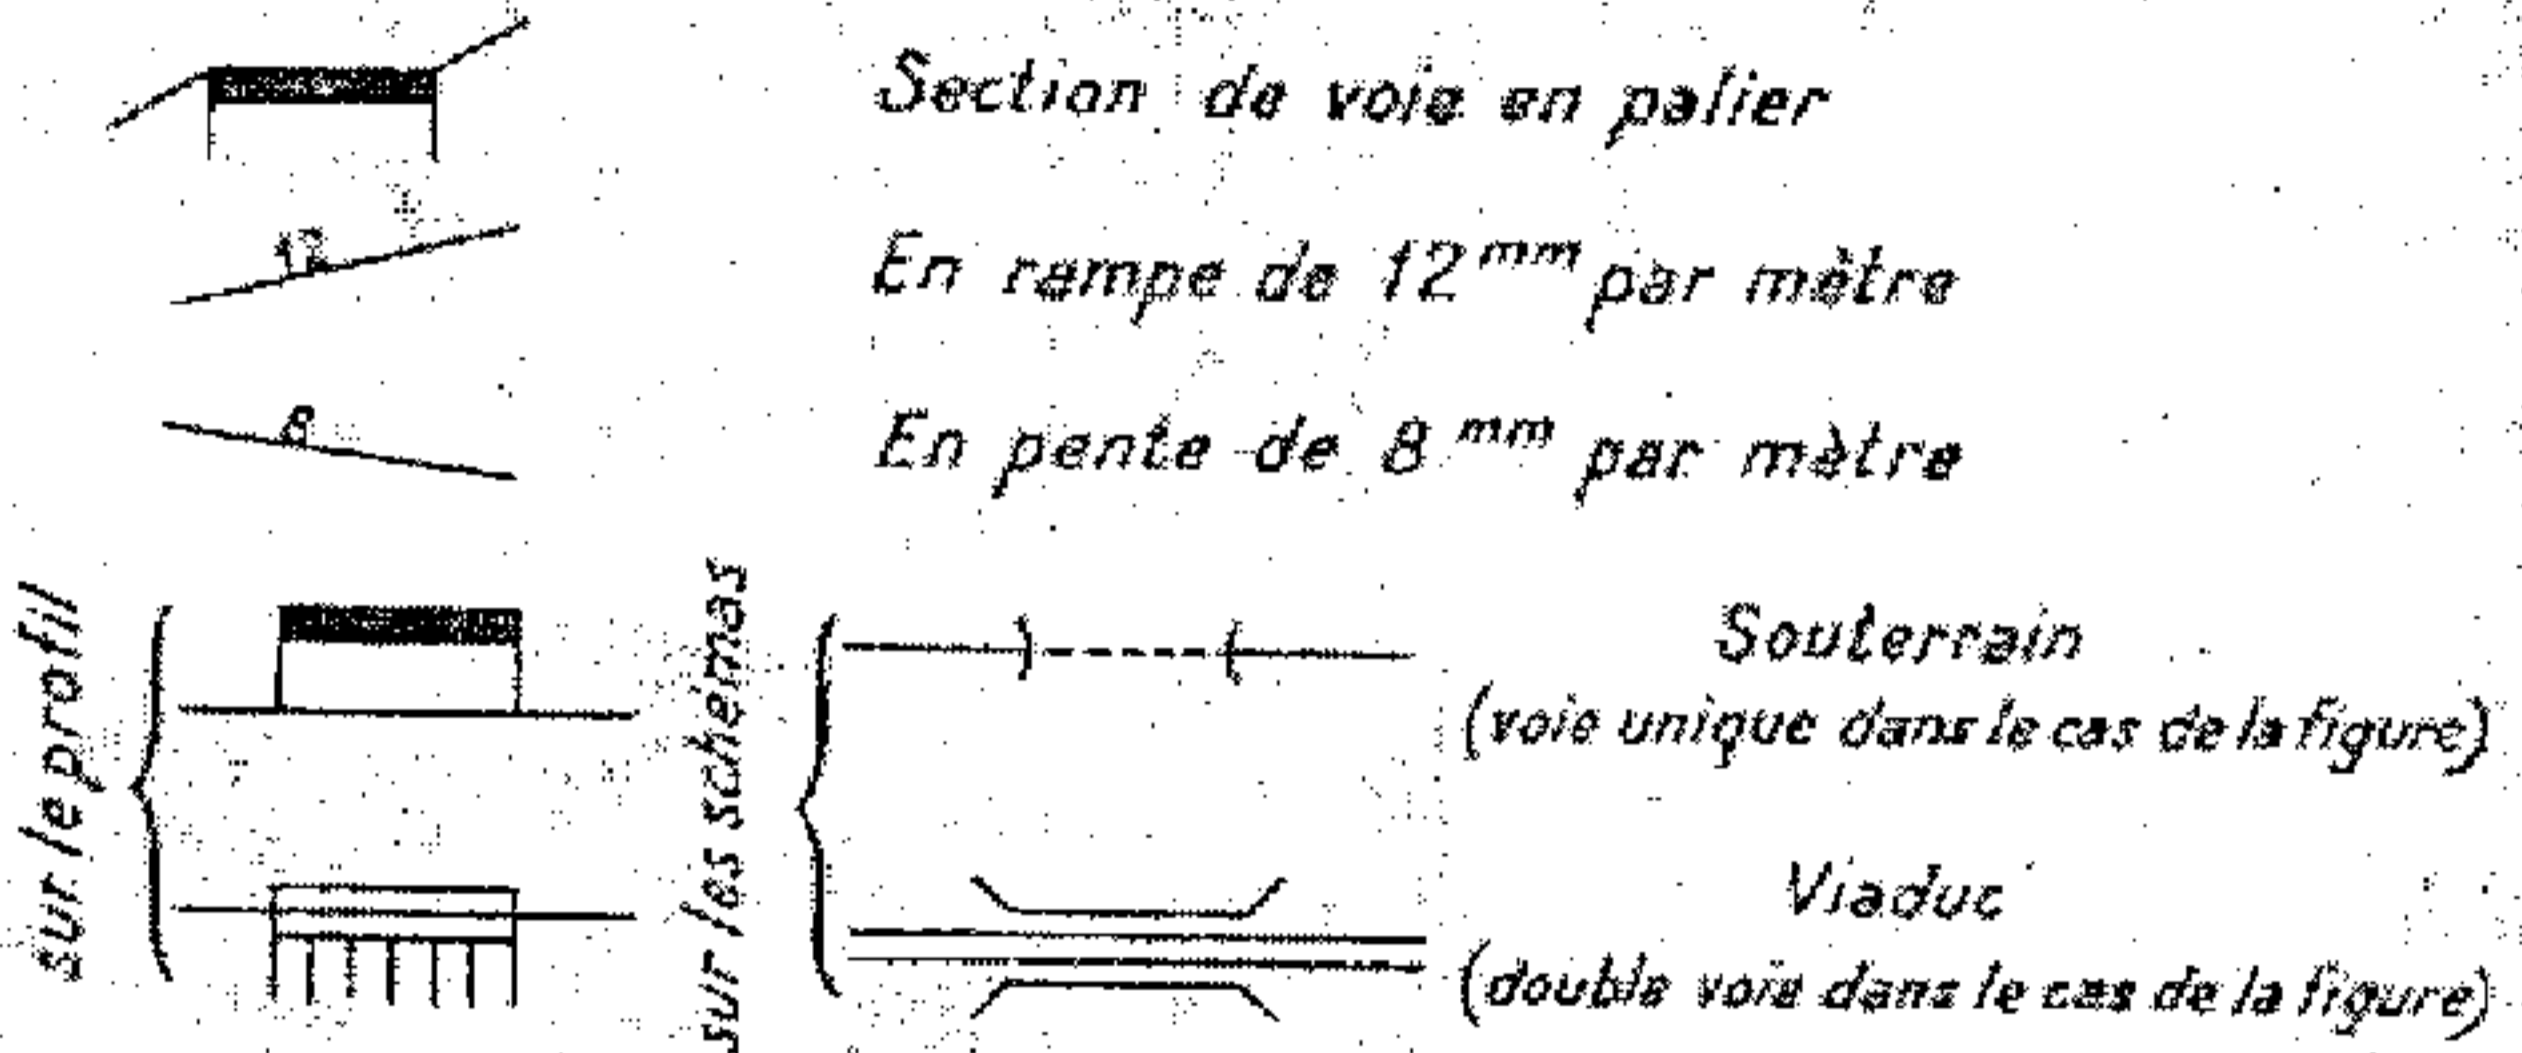 Section de voie en palier
12
En rampe de 12mm par mètre
8
En pente de 8mm par mètre
sur le profil
sur les schémas
Souterrain
(voie unique dans le cas de la figure)
Viaduc
(double voie dans le cas de la figure)